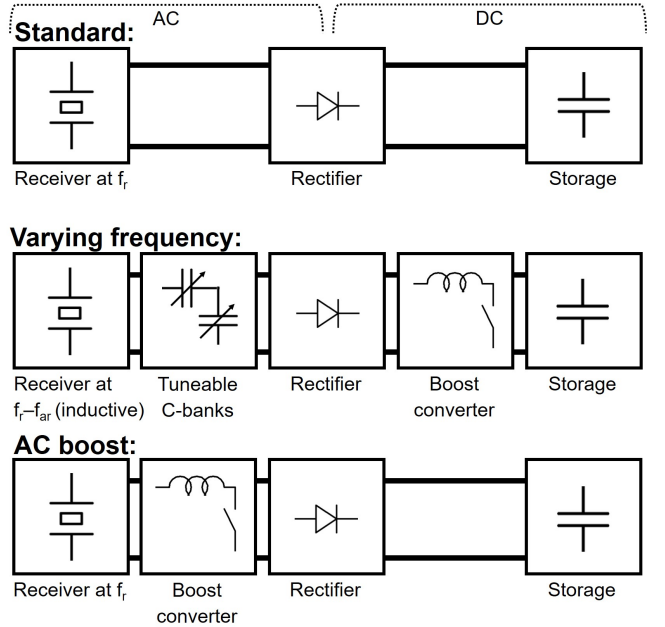 AC DC
Standard:
Receiver at fr Rectifier Storage
Varying frequency:
Receiver at Tuneable Rectifier Boost Storage
fr–far (inductive) C-banks converter
AC boost:
Receiver at fr Boost Rectifier Storage
converter